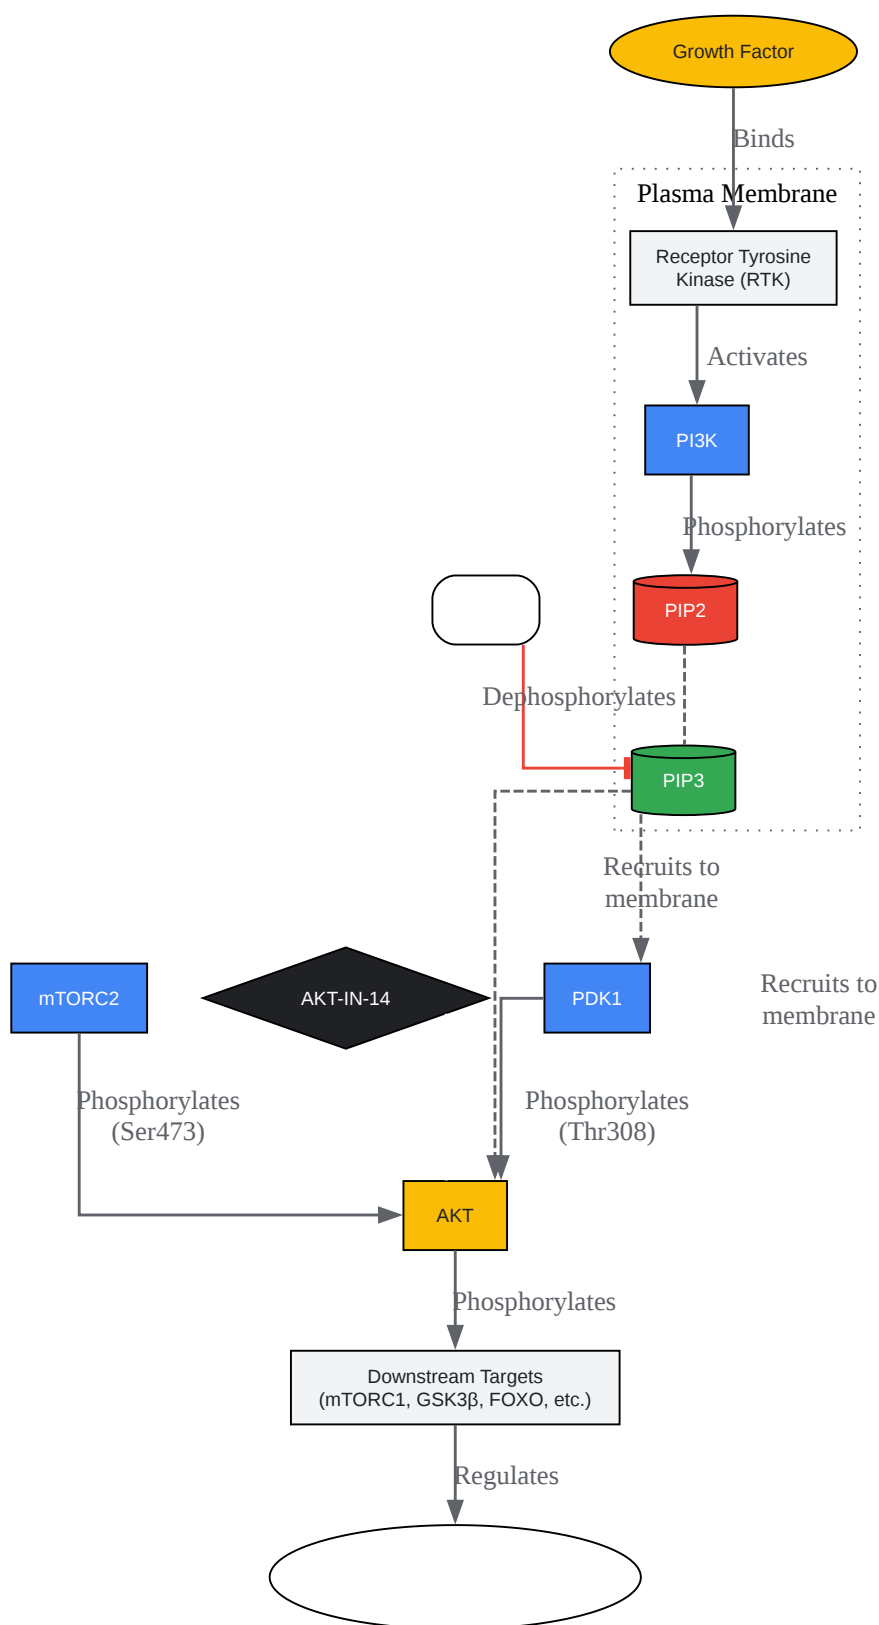 Growth Factor
Binds
Plasma Membrane
Receptor Tyrosine
Kinase (RTK)
Activates
PI3K
Phosphorylates
PIP2
Dephosphorylates
PIP3
Recruits to
membrane
mTORC2
AKT-IN-14
PDK1
Recruits to
membrane
Phosphorylates
(Ser473)
Phosphorylates
(Thr308)
AKT
Phosphorylates
Downstream Targets
(mTORC1, GSK3β, FOXO, etc.)
Regulates